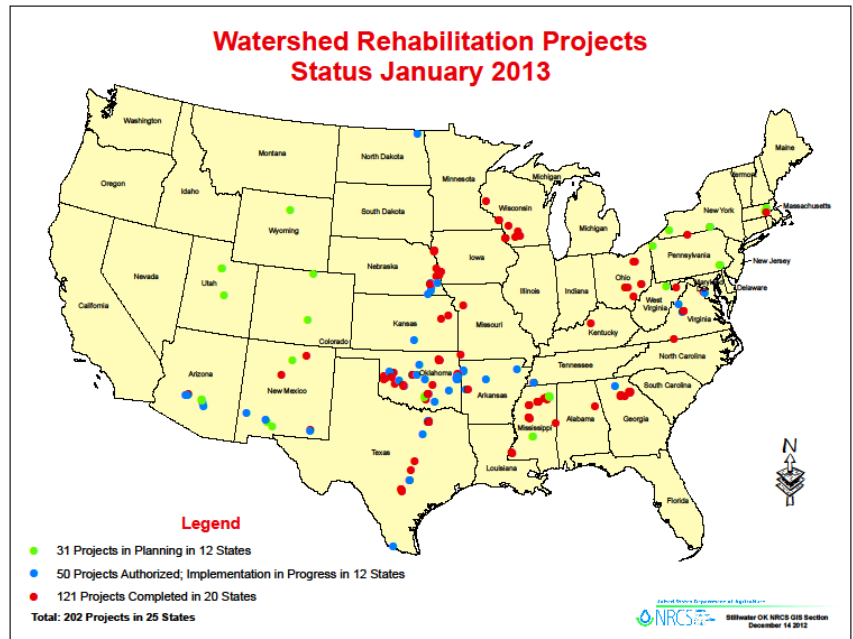 Watershed Rehabilitation Projects
Status January 2013
Washington
Montana
North Dakota
Minnesota
Maine
Oregon
Idaho
Wyoming
South Dakota
Wisconsin
Michigan
Michigan
Vermont
New York
Massachusetts
Nevada
Utah
Nebraska
Iowa
Pennsylvania
New Jersey
California
Colorado
Kansas
Missouri
Illinois
Indiana
Ohio
West
Virginia
Maryland
Delaware
Virginia
Kentucky
Arizona
New Mexico
Oklahoma
Arkansas
Tennessee
North Carolina
South Carolina
Texas
Louisiana
Mississippi
Alabama
Georgia
Florida
N
Legend
31 Projects in Planning in 12 States
50 Projects Authorized; Implementation in Progress in 12 States
121 Projects Completed in 20 States
Total: 202 Projects in 25 States
United States Department of Agriculture
NRCS
Stillwater OK NRCS GIS Section
December 14 2012